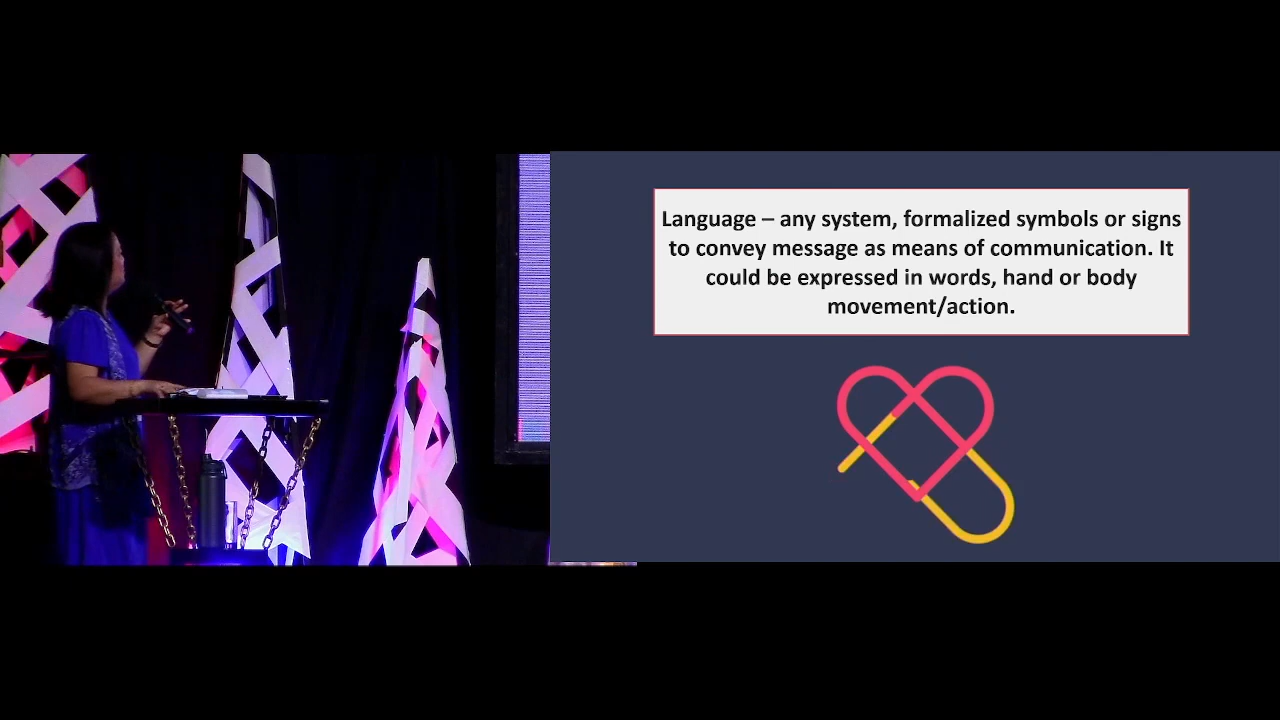 Language – any system, formalized symbols or signs
to convey message a means of communication. It
could be expressed in words, hand or body
movement/action.